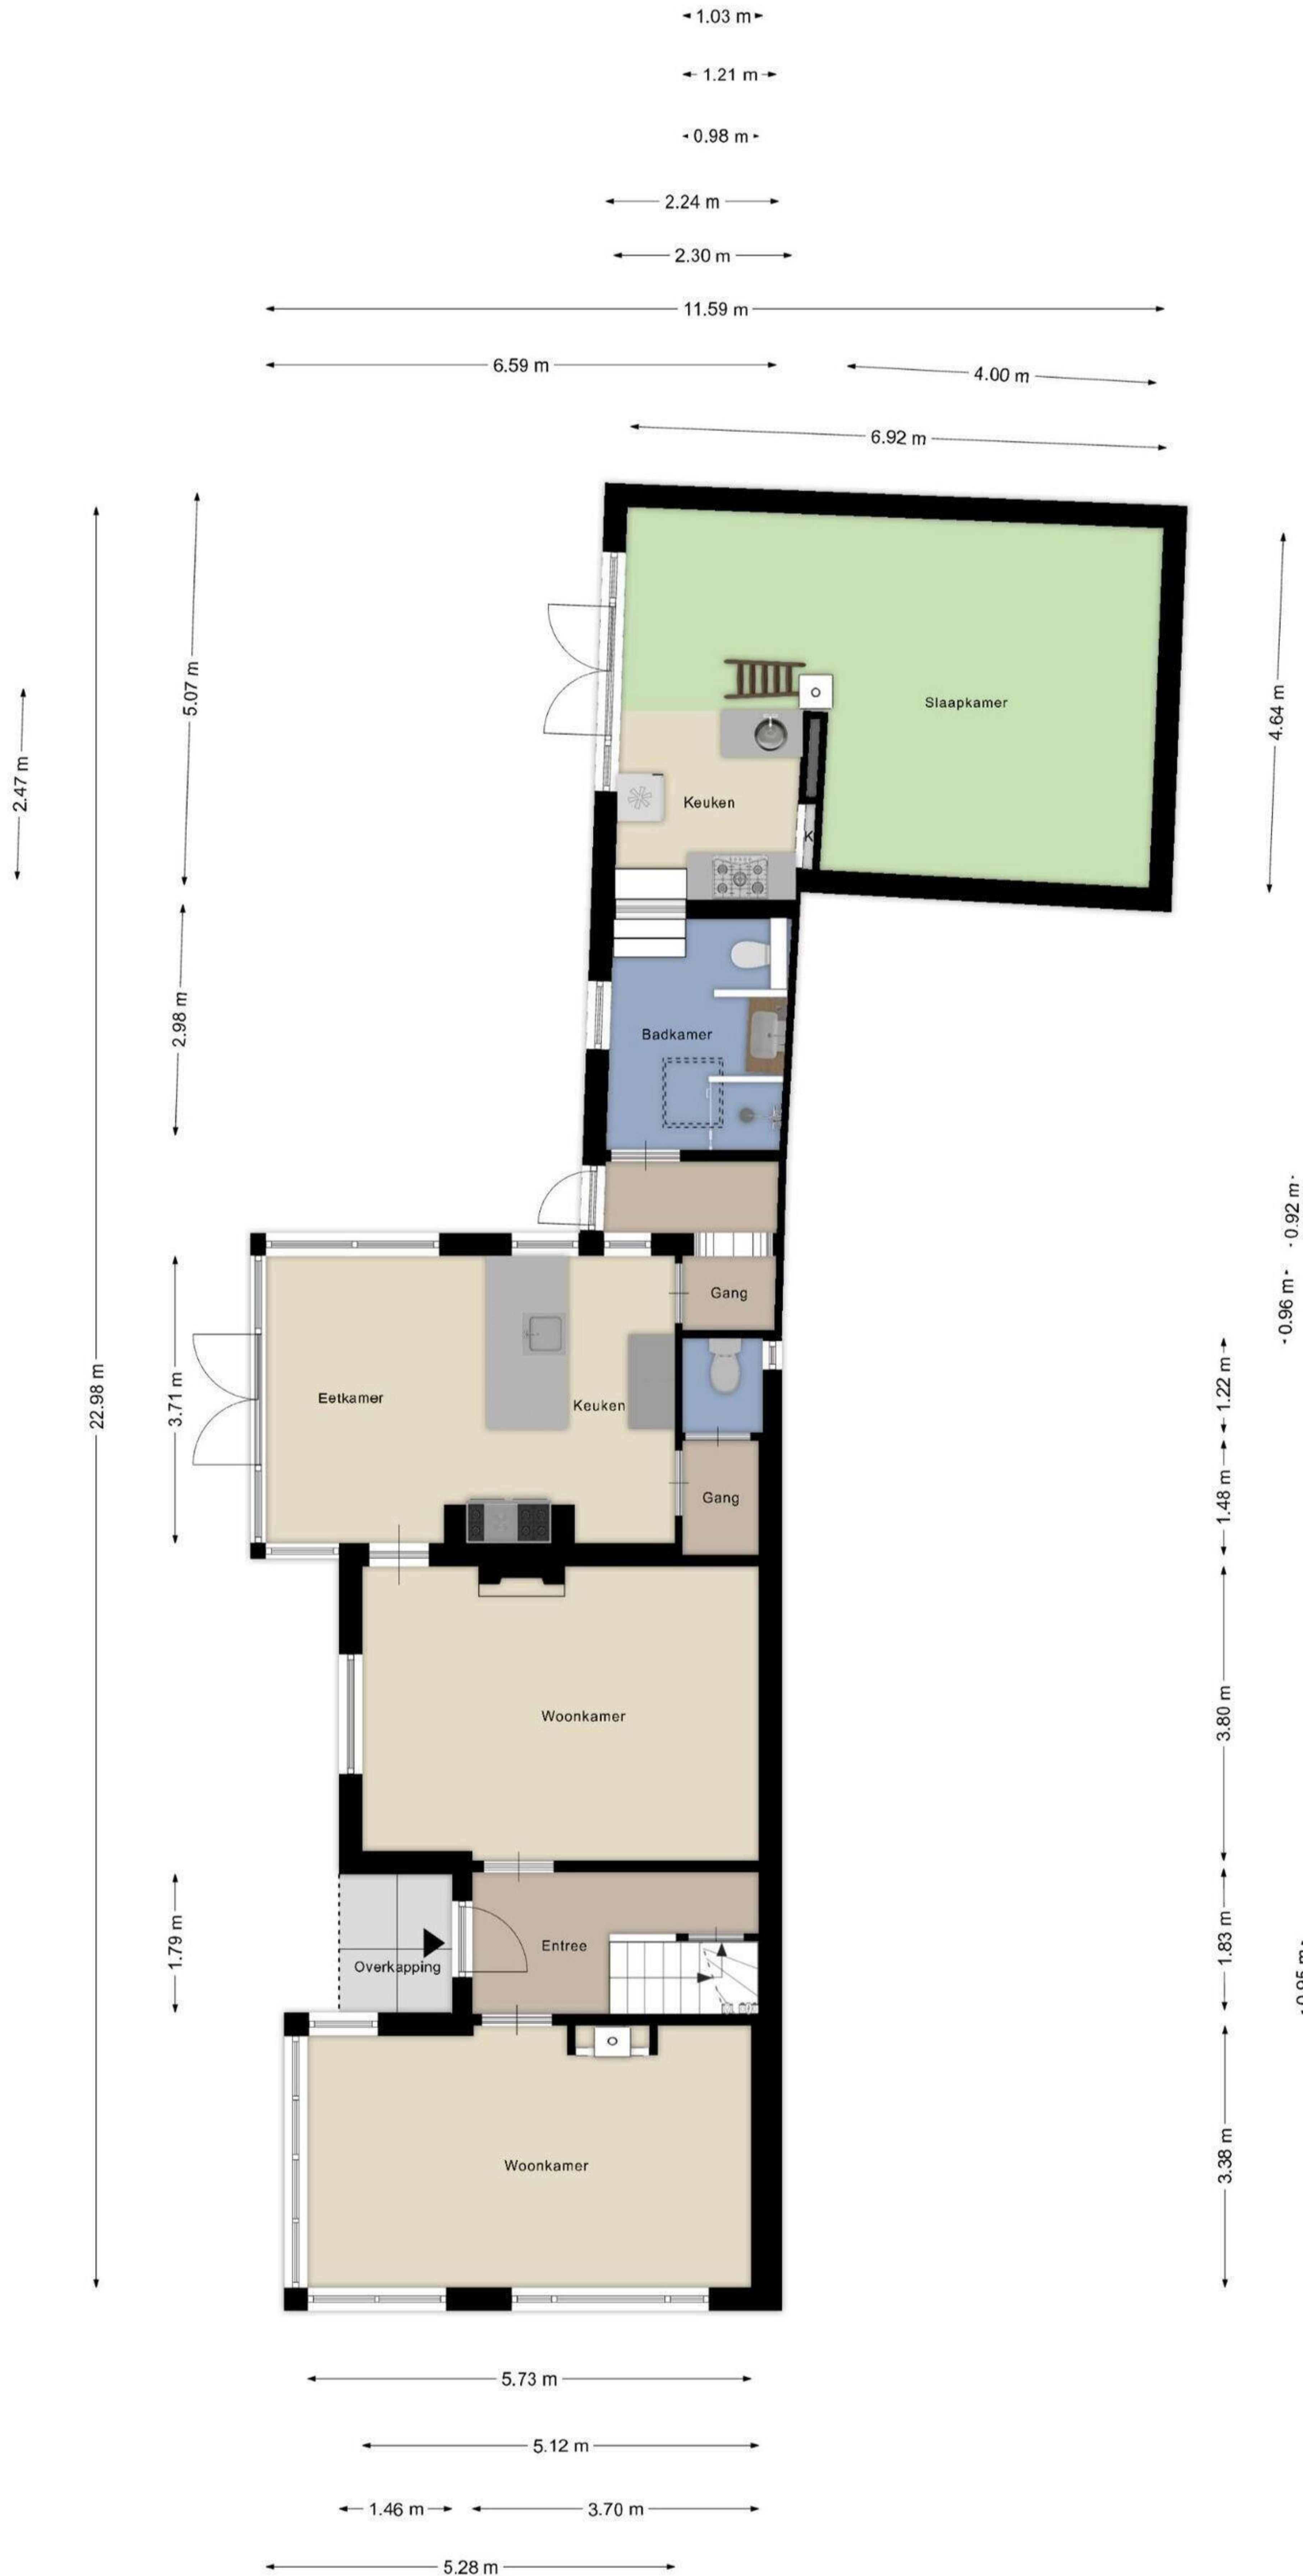 1.03 m
1.21 m
0.98 m
2.24 m
2.30 m
11.59 m
6.59 m
4.00 m
6.92 m
5.07 m
4.64 m
2.47 m
Slaapkamer
Keuken
K
2.98 m
Badkamer
0.92 m
0.96 m
Gang
22.98 m
3.71 m
1.22 m
Eetkamer
Keuken
Gang
1.48 m
Woonkamer
3.80 m
1.79 m
Entree
Overkapping
1.83 m
0.95 m
Woonkamer
3.38 m
5.73 m
5.12 m
1.46 m
3.70 m
5.28 m